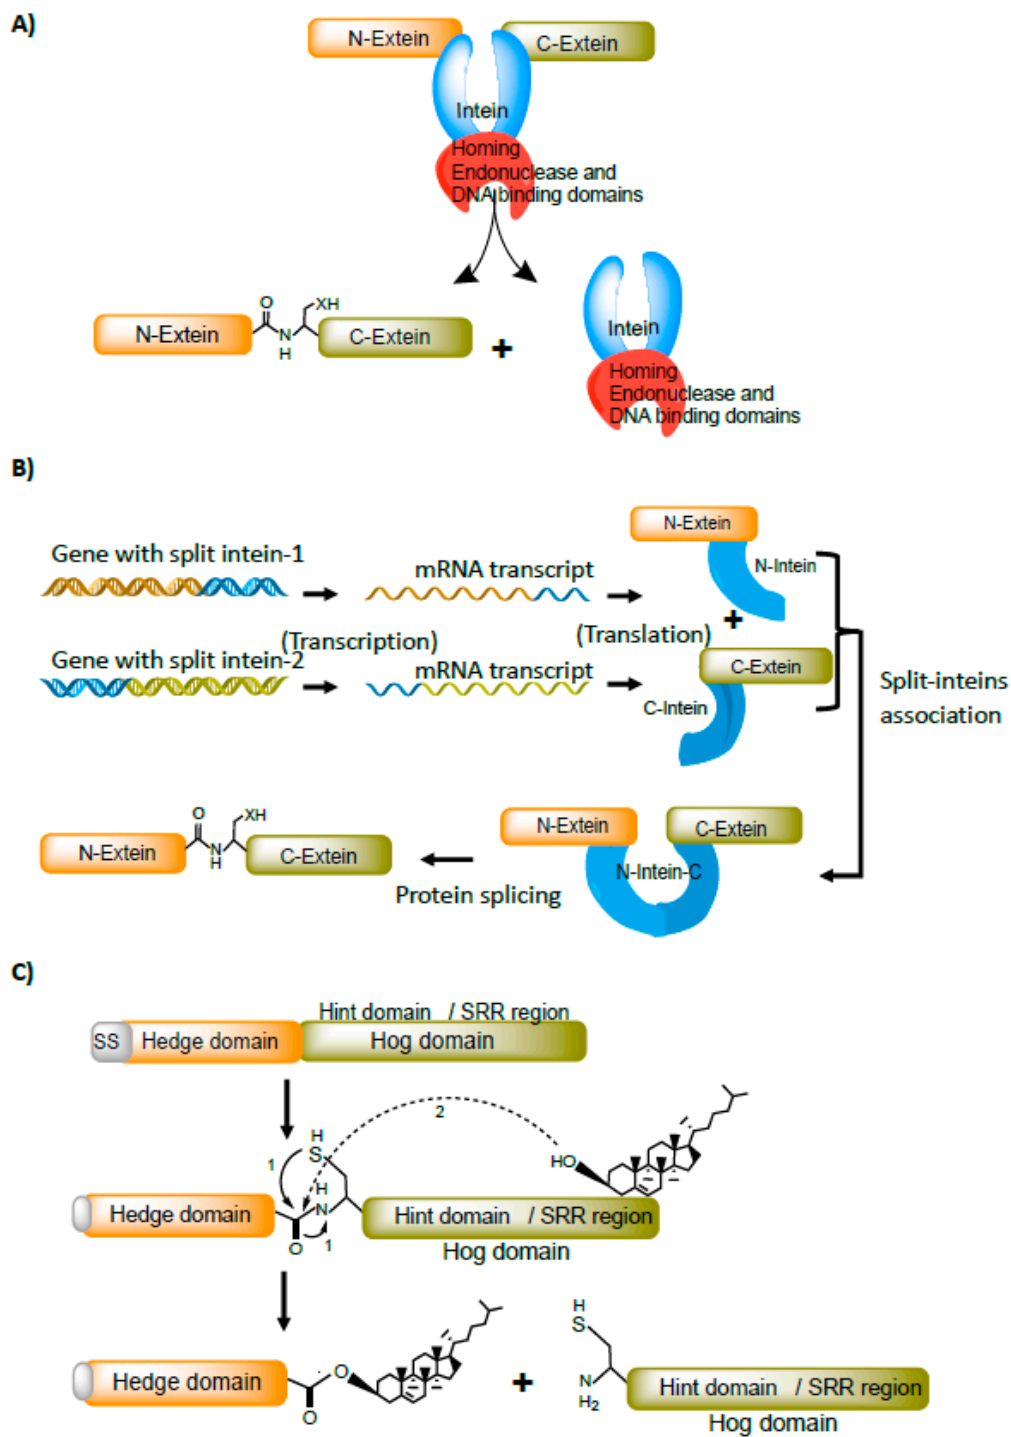 A)
N-Extein
C-Extein
Intein
Homing
Endonuclease and
DNA binding domains
O
XH
N-Extein
N
H
C-Extein
+
Intein
Homing
Endonuclease and
DNA binding domains
B)
N-Extein
Gene with split intein-1
mRNA transcript
N-Intein
+
(Transcription)
(Translation)
Gene with split intein-2
mRNA transcript
C-Extein
C-Intein
Split-inteins
association
O
XH
N-Extein
N
H
C-Extein
Protein splicing
N-Extein
C-Extein
N-Intein-C
C)
Hint domain / SRR region
SS
Hedge domain
Hog domain
2
H
S
1
HO
H
N
Hedge domain
O
1
Hint domain / SRR region
Hog domain
H
S
O
Hedge domain
O
+
N
H2
Hint domain / SRR region
Hog domain